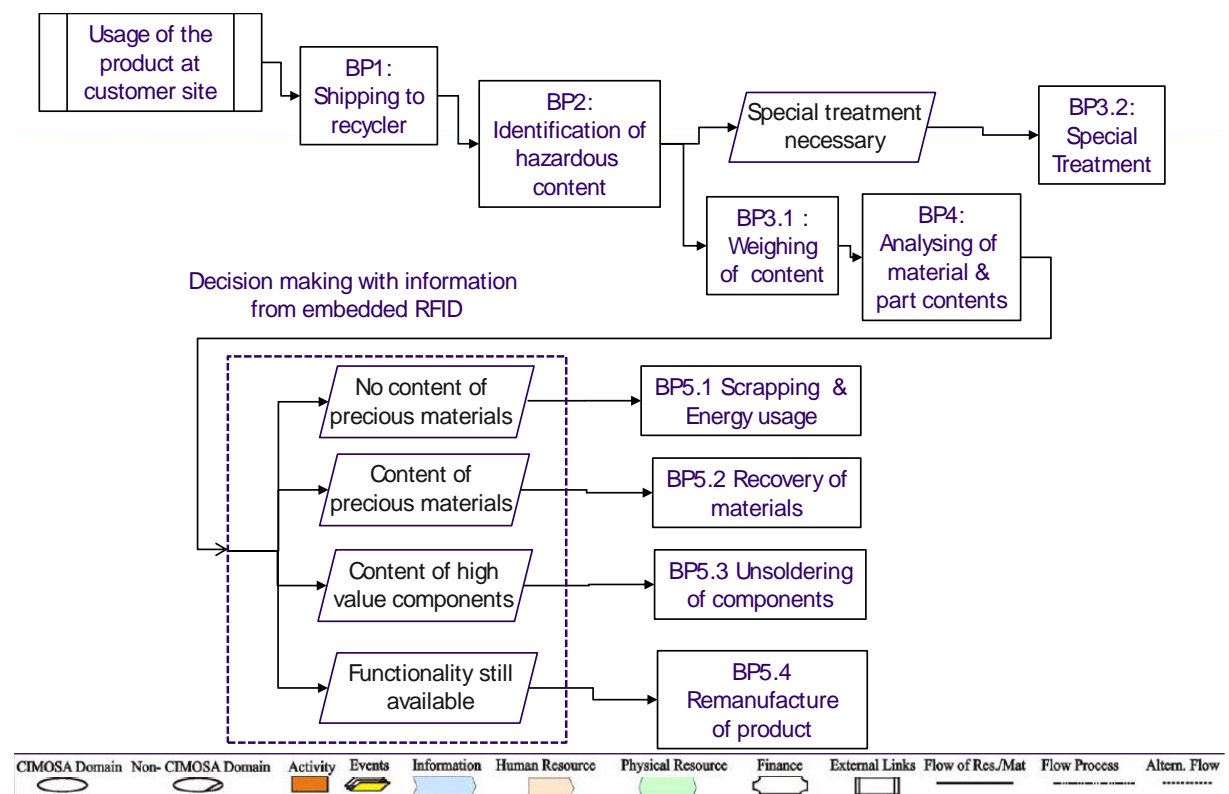 Usage of the
product at
customer site
BP1:
Shipping to
recycler
BP2:
Identification of
hazardous
content
Special treatment
necessary
BP3.2:
Special
Treatment
BP3.1 :
Weighing
of content
BP4:
Analysing of
material &
part contents
Decision making with information
from embedded RFID
No content of
precious materials
BP5.1 Scrapping &
Energy usage
Content of
precious materials
BP5.2 Recovery of
materials
Content of high
value components
BP5.3 Unsoldering
of components
Functionality still
available
BP5.4
Remanufacture
of product
CIMOSA Domain Non- CIMOSA Domain Activity Events Information Human Resource Physical Resource Finance External Links Flow of Res./Mat Flow Process Altern. Flow